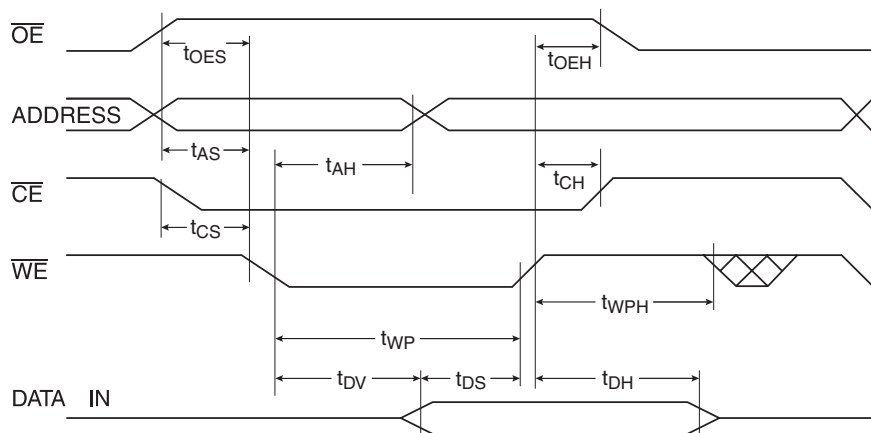 OE
tOES
tOEH
ADDRESS
tAS
tAH
tCH
CE
tCS
WE
tWPH
tWP
tDV
tDS
tDH
DATA IN